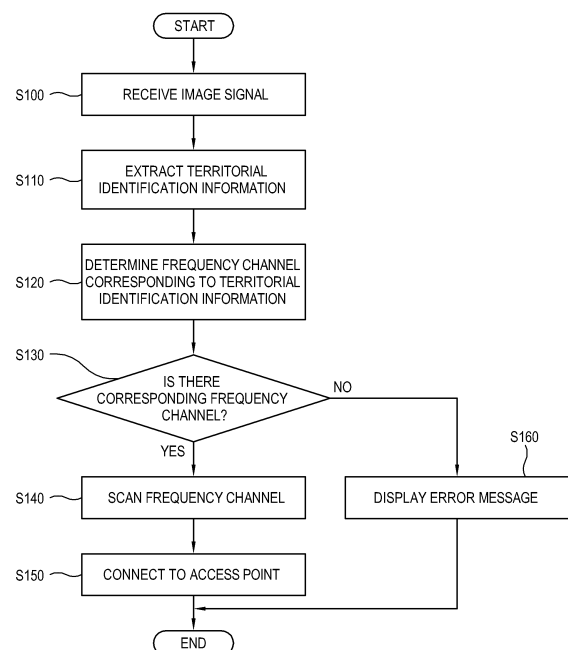 START
S100
RECEIVE IMAGE SIGNAL
S110
EXTRACT TERRITORIAL
IDENTIFICATION INFORMATION
S120
DETERMINE FREQUENCY CHANNEL
CORRESPONDING TO TERRITORIAL
IDENTIFICATION INFORMATION
S130
IS THERE
CORRESPONDING FREQUENCY
CHANNEL?
NO
YES
S160
S140
SCAN FREQUENCY CHANNEL
DISPLAY ERROR MESSAGE
S150
CONNECT TO ACCESS POINT
END